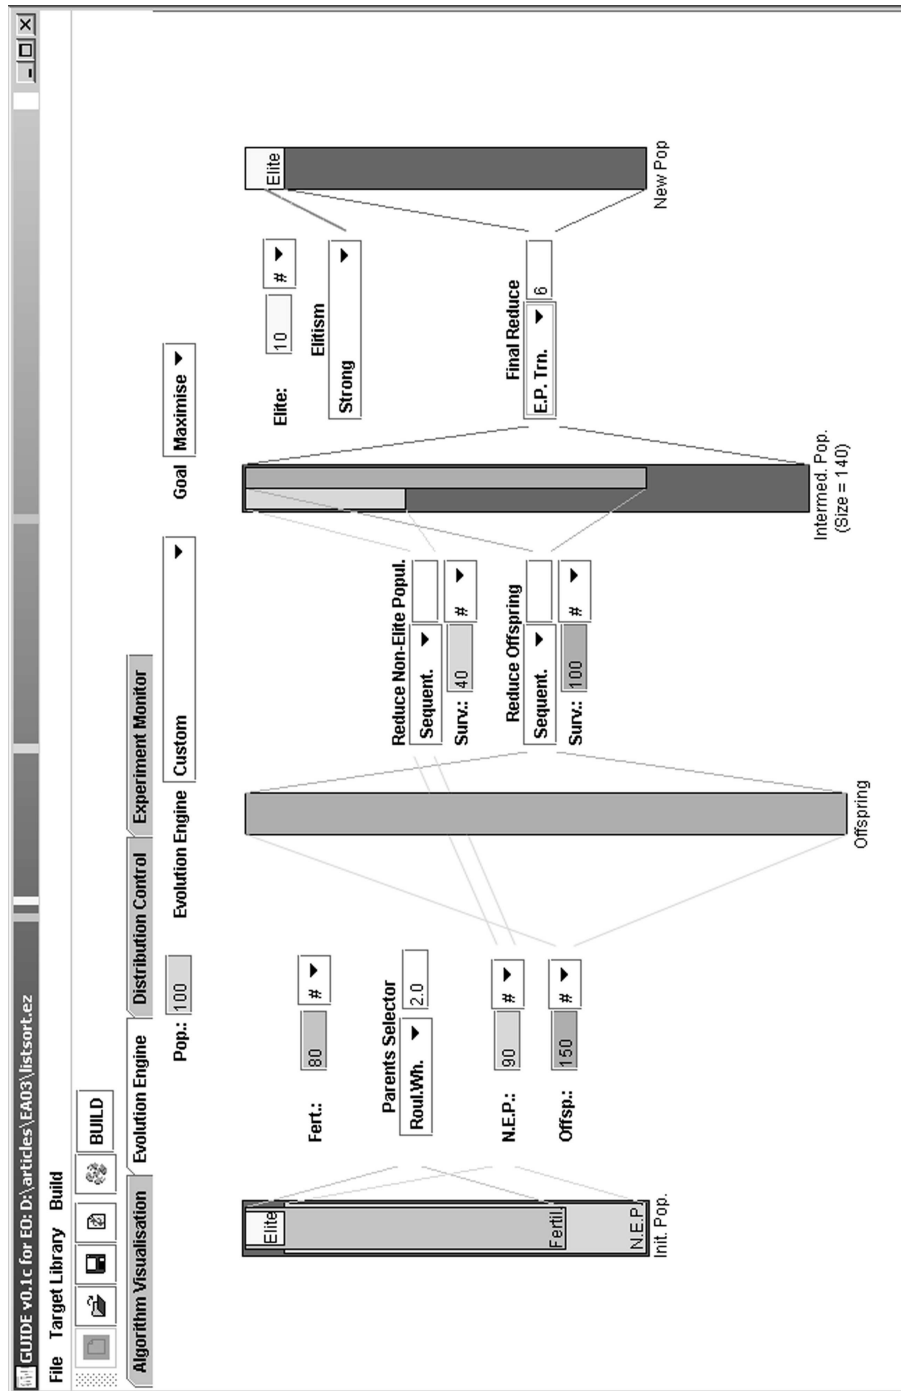 GUIDE v0.1c for EO: D:\articles\EA03\listsort.ez
File Target Library Build
BUILD
Algorithm Visualisation Evolution Engine Distribution Control Experiment Monitor
Pop.: 100 Evolution Engine Custom Goal Maximise
Fert.: 80 #
Parents Selector
Roul.Wh. 2.0
N.E.P.: 90 #
Offsp.: 150 #
Elite
Fertil
N.E.P
Init. Pop.
Offspring
Reduce Non-Elite Popul.
Sequent.
Surv.: 40 #
Reduce Offspring
Sequent.
Surv.: 100 #
Intermed. Pop.
(Size = 140)
Elite: 10 #
Elitism
Strong
Final Reduce
E.P. Trn. 6
Elite
New Pop